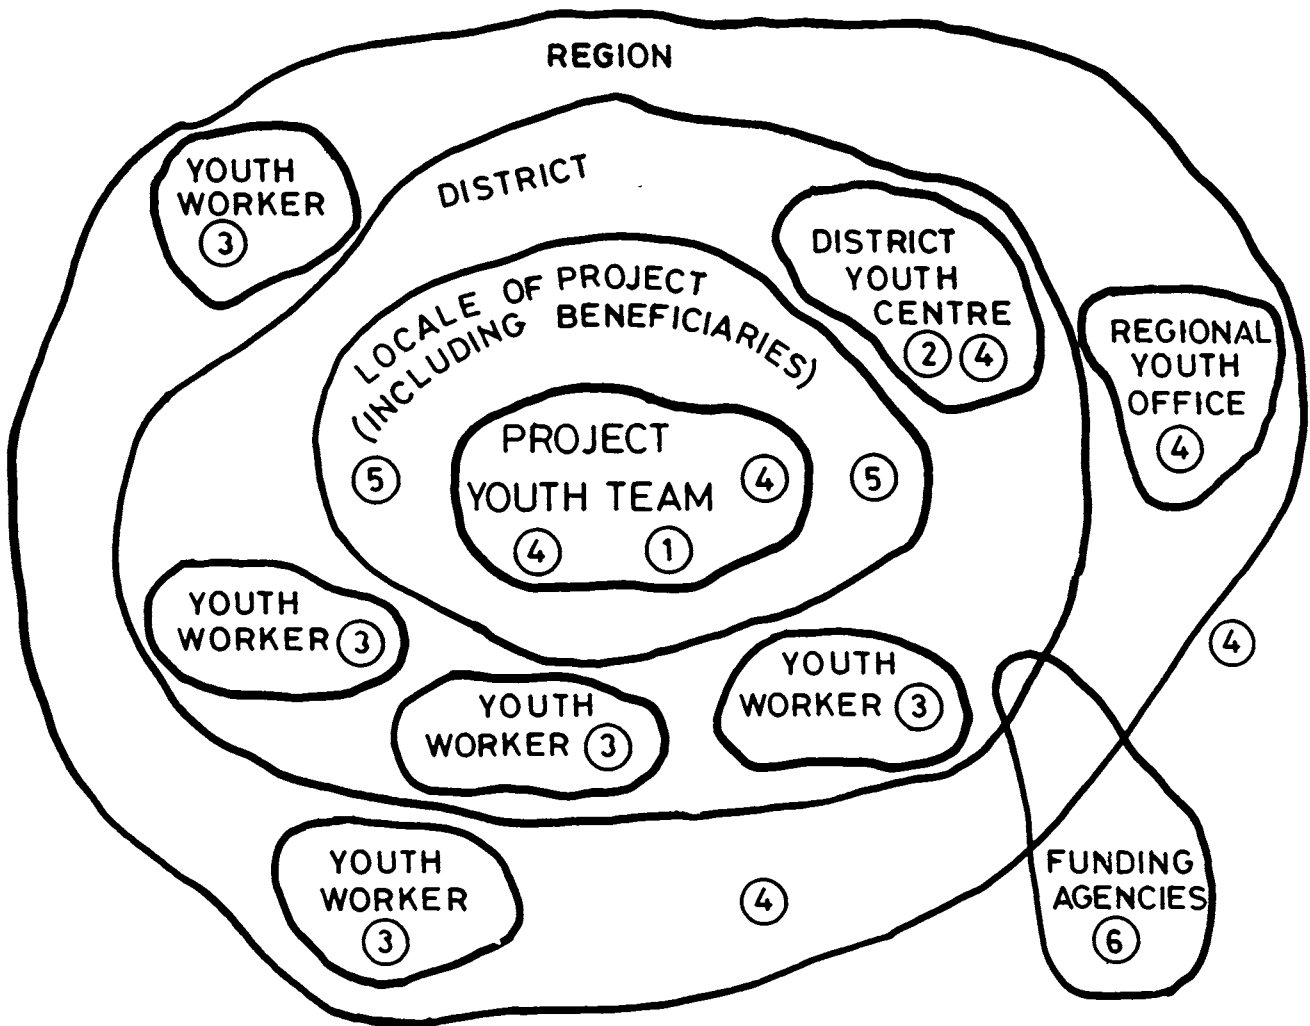 REGION
YOUTH
WORKER
3
DISTRICT
DISTRICT
YOUTH
CENTRE
2 4
LOCALE OF PROJECT
(INCLUDING BENEFICIARIES)
REGIONAL
YOUTH
OFFICE
4
PROJECT
YOUTH TEAM 4
4 1
5
5
YOUTH
WORKER 3
YOUTH
WORKER 3
YOUTH
WORKER 3
4
YOUTH
WORKER
3
4
FUNDING
AGENCIES
6